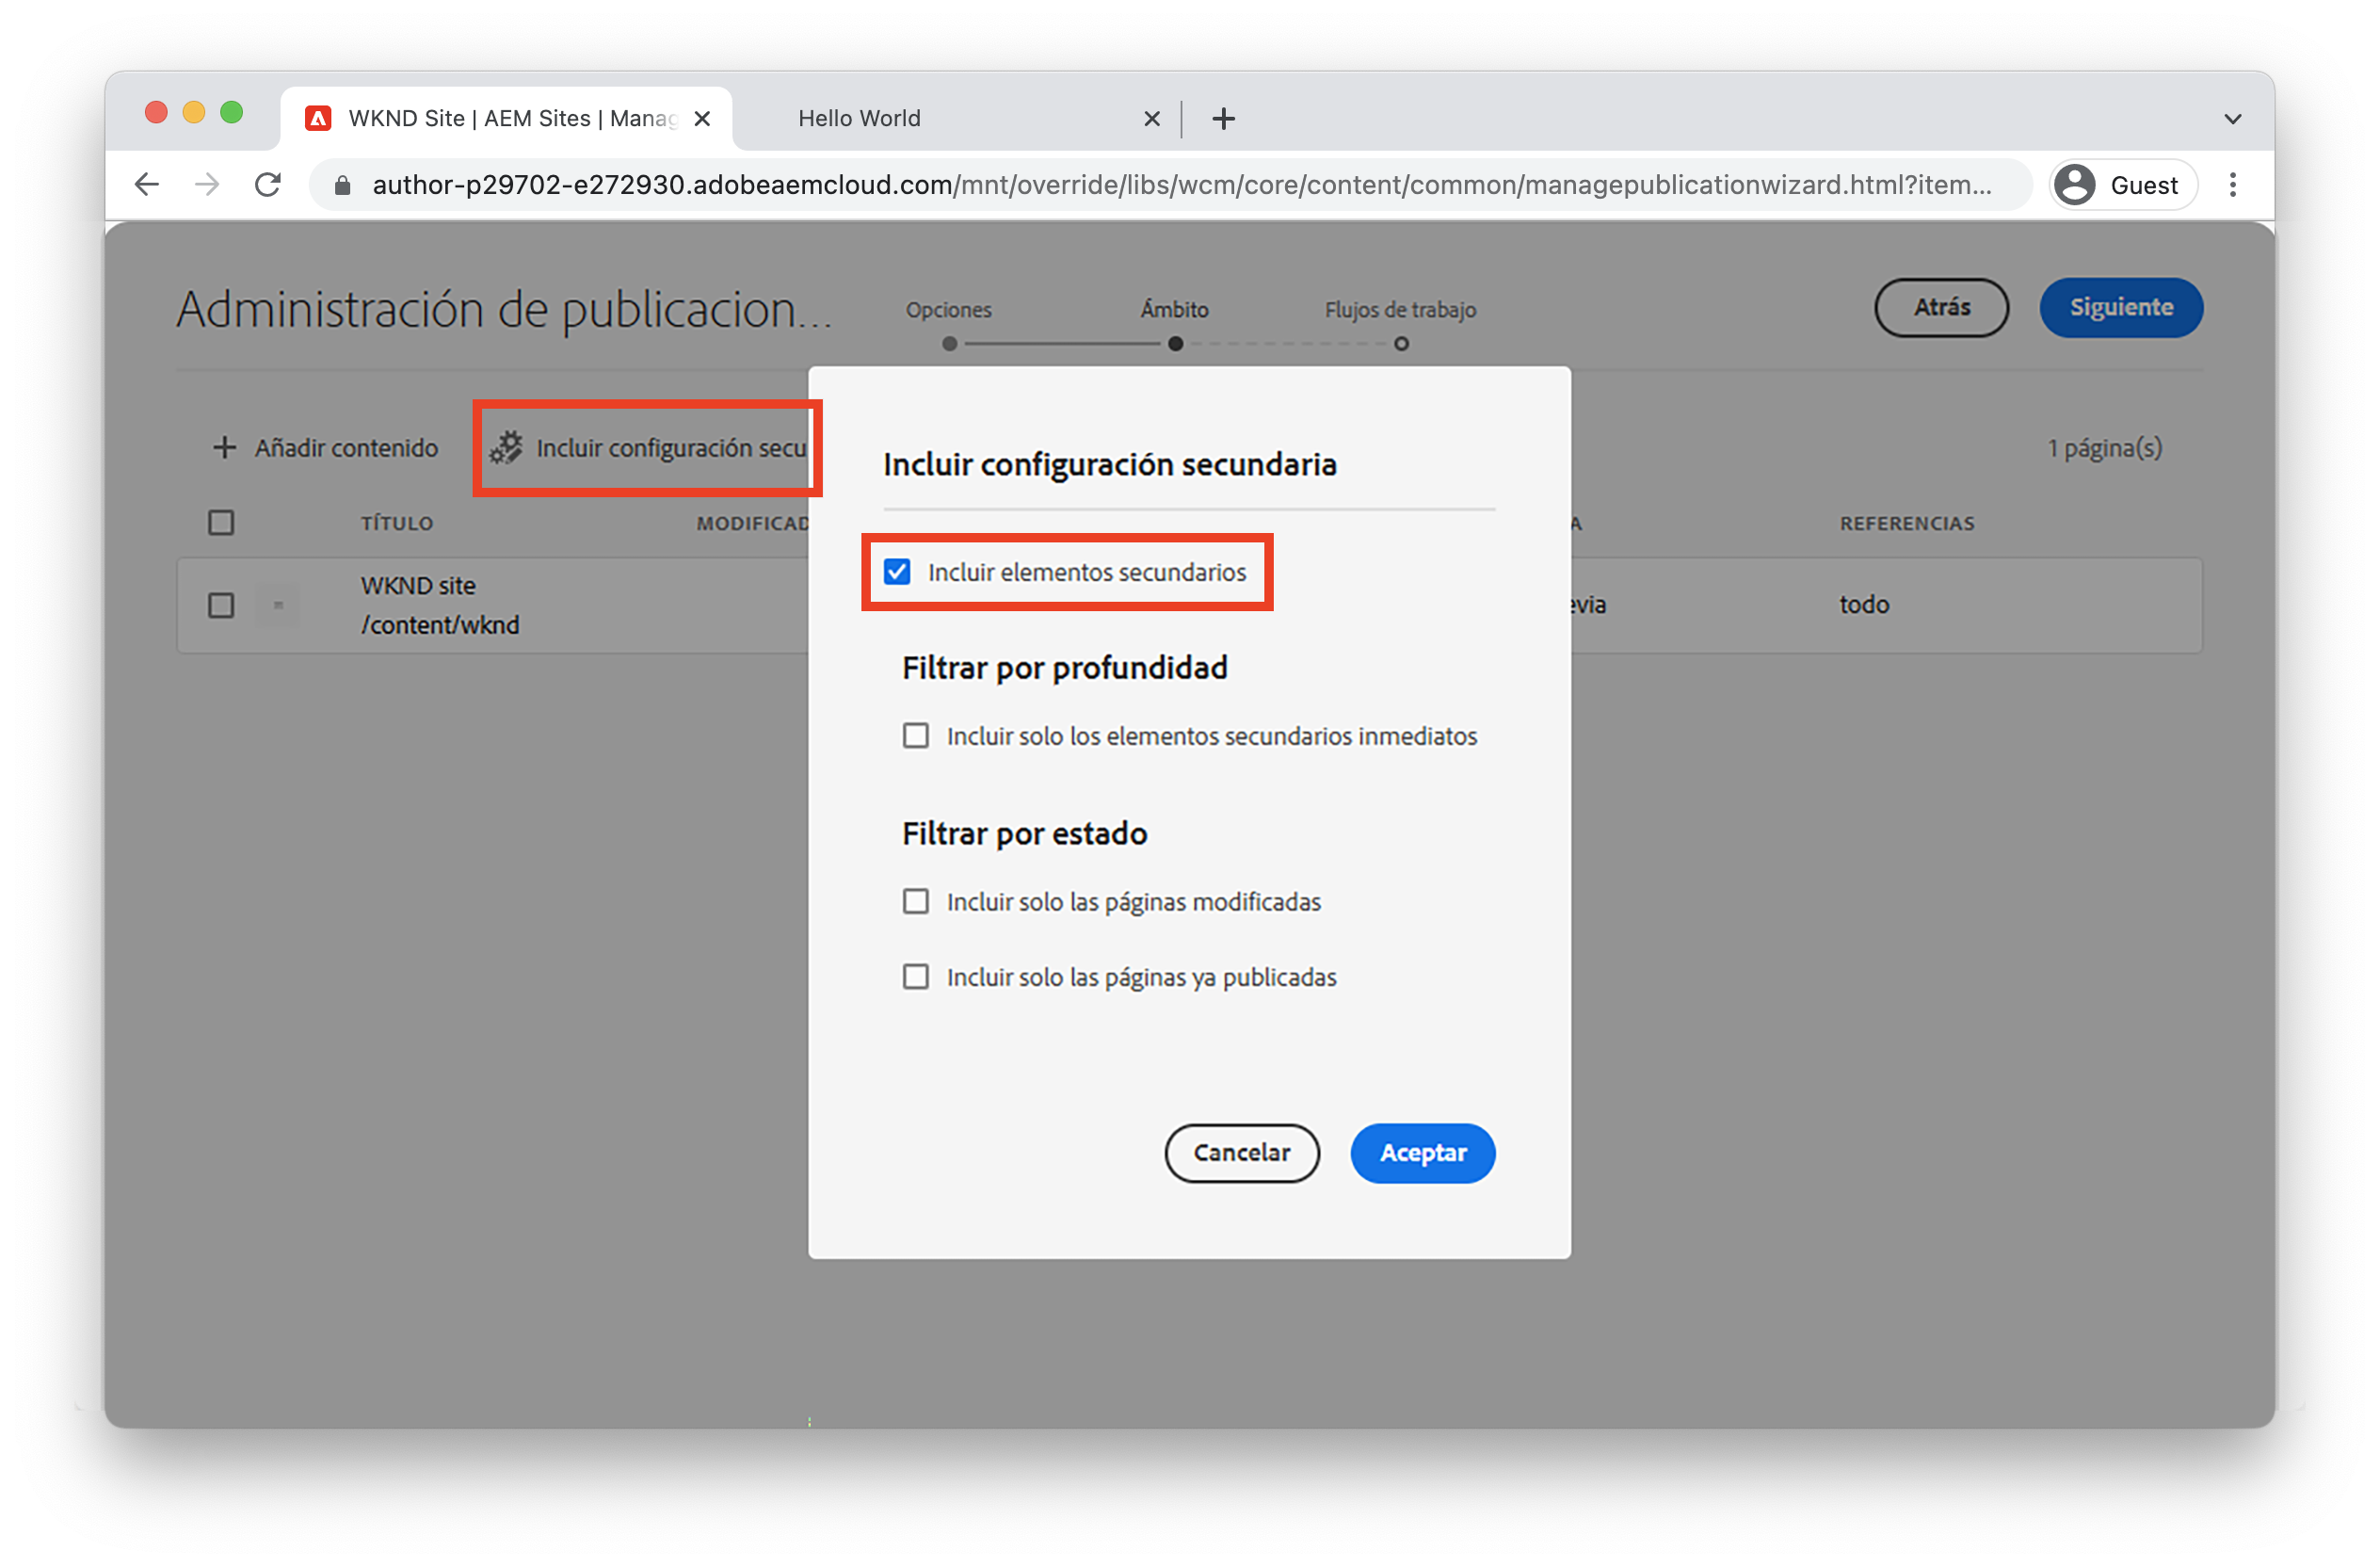 WKND Site | AEM Sites | Manag
Hello World
author-p29702-e272930.adobeaemcloud.com/mnt/override/libs/wcm/core/content/common/managepublicationwizard.html?item...
Guest
Administración de publicacion...
Opciones
Ámbito
Flujos de trabajo
Atrás
Siguiente
Añadir contenido
Incluir configuración secu
1 página(s)
TÍTULO
MODIFICAD
A
REFERENCIAS
WKND site
/content/wknd
evia
todo
Incluir configuración secundaria
Incluir elementos secundarios
Filtrar por profundidad
Incluir solo los elementos secundarios inmediatos
Filtrar por estado
Incluir solo las páginas modificadas
Incluir solo las páginas ya publicadas
Cancelar
Aceptar